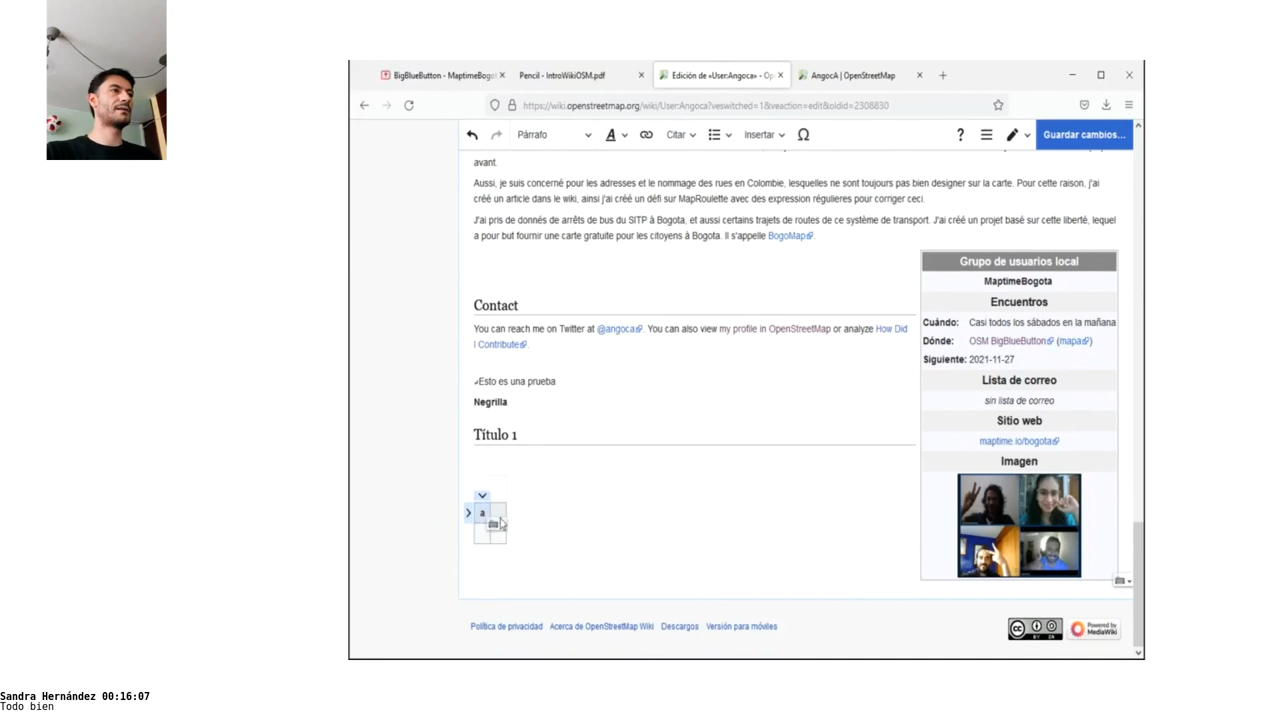 BigBlueButton - MaptimeBogot
Pencil - IntroWikiOSM.pdf
Edición de «User:Angoca» - Op
AngocA | OpenStreetMap
https://wiki.openstreetmap.org/wiki/User:Angoca?veswitched=1&veaction=edit&oldid=2308830
Párrafo
A
Citar
Insertar
Ω
?
Guardar cambios...
avant.
Aussi, je suis concerné pour les adresses et le nommage des rues en Colombie, lesquelles ne sont toujours pas bien designer sur la carte. Pour cette raison, j'ai
créé un article dans le wiki, ainsi j'ai créé un défi sur MapRoulette avec des expression régulieres pour corriger ceci.
J'ai pris de donnés de arrêts de bus du SITP à Bogota, et aussi certains trajets de routes de ce système de transport. J'ai créé un projet basé sur cette liberté, lequel
a pour but fournir une carte gratuite pour les citoyens à Bogota. Il s'appelle BogoMap.
Contact
You can reach me on Twitter at @angoca. You can also view my profile in OpenStreetMap or analyze How Did
I Contribute.
Esto es una prueba
Negrilla
Título 1
a
Grupo de usuarios local
MaptimeBogota
Encuentros
Cuándo: Casi todos los sábados en la mañana
Dónde: OSM BigBlueButton (mapa)
Siguiente: 2021-11-27
Lista de correo
sin lista de correo
Sitio web
maptime.io/bogota
Imagen
Política de privacidad Acerca de OpenStreetMap Wiki Descargos Versión para móviles
CC BY SA
Powered by
MediaWiki
Sandra Hernández 00:16:07
Todo bien